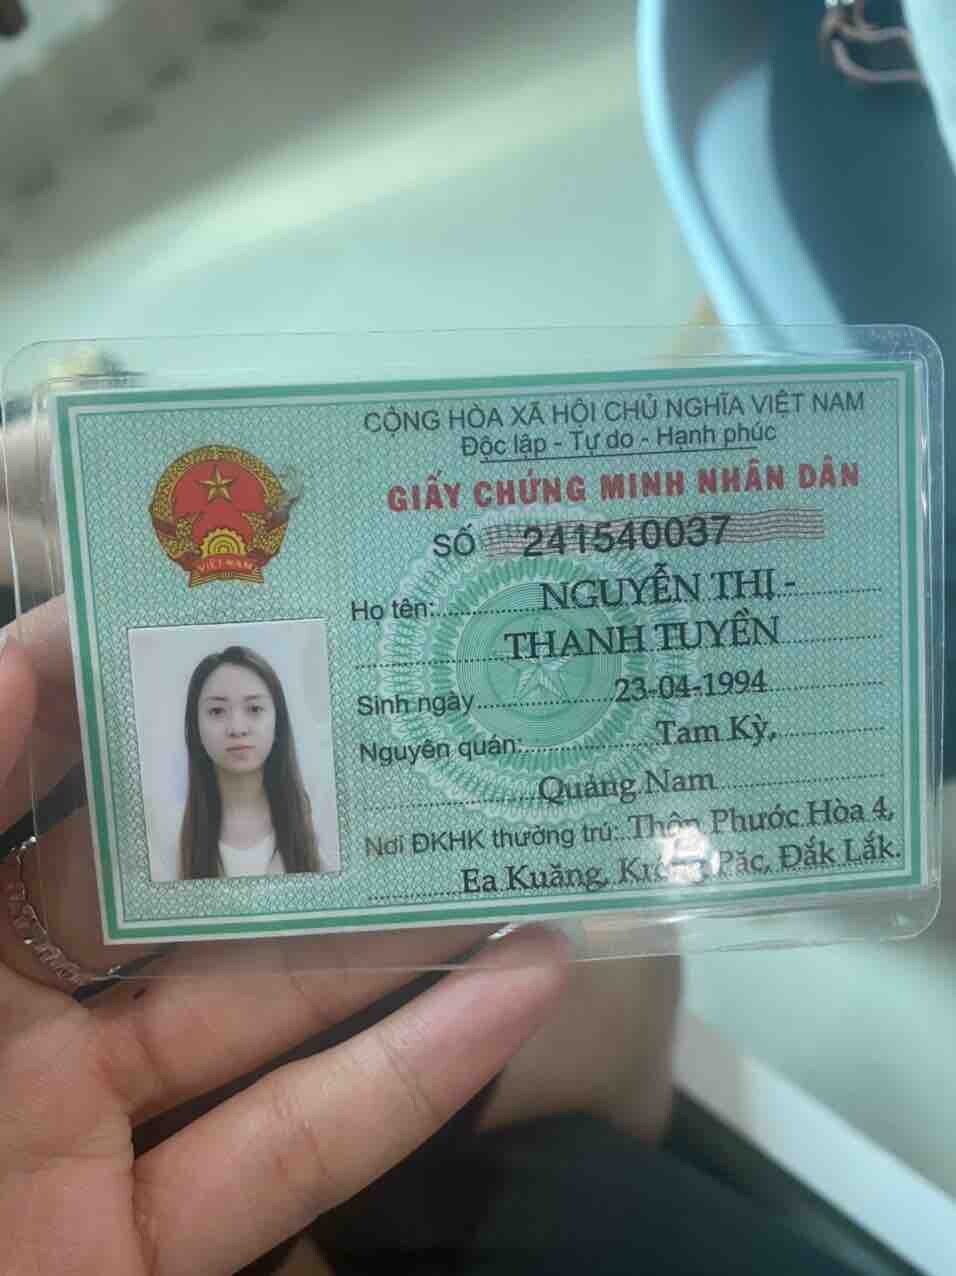 CỘNG HÒA XÃ HỘI CHỦ NGHĨA VIỆT NAM
Độc lập - Tự do - Hạnh phúc
GIẤY CHỨNG MINH NHÂN DÂN
SỐ 241540037
VIỆT NAM
Họ tên: NGUYỄN THỊ -
THANH TUYỀN
Sinh ngày 23-04-1994
Nguyên quán: Tam Kỳ,
Quảng Nam
Nơi ĐKHK thường trú: Thôn Phước Hòa 4,
Ea Kuăng, Păc, Đắk Lắk.